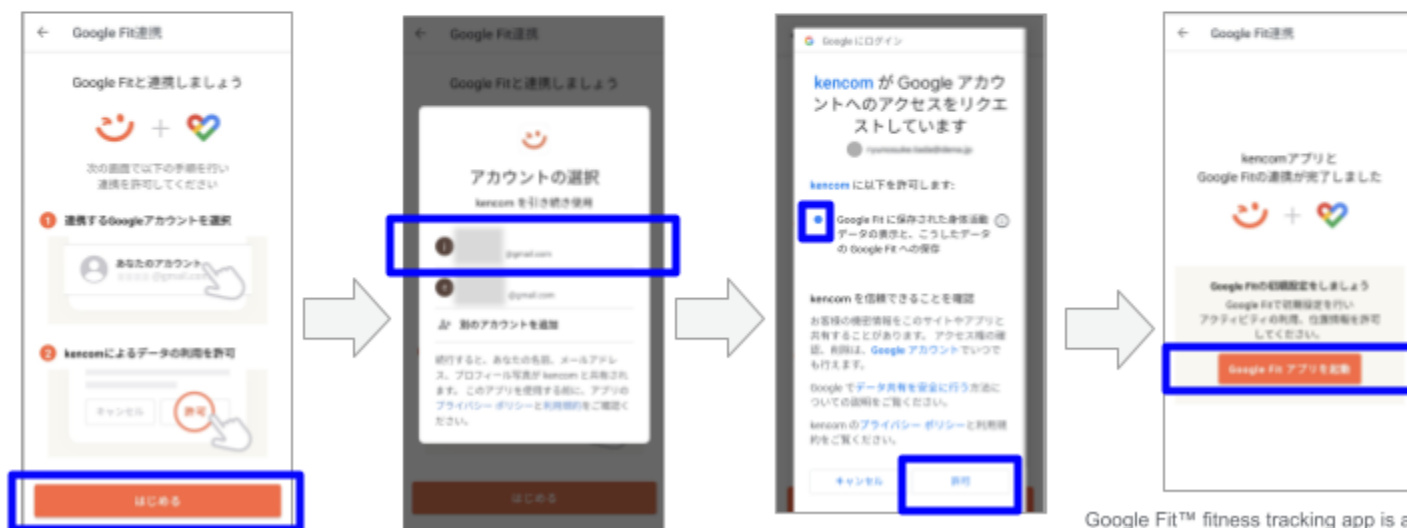 ← Google Fit連携
Google Fitと連携しましょう
次の画面で以下の手順を行い
連携を許可してください
1 連携するGoogleアカウントを選択
あなたのアカウント
@gmail.com
2 kencomによるデータの利用を許可
キャンセル
許可
はじめる
← Google Fit連携
Google Fitと連携しましょう
アカウントの選択
kencom を引き続き使用
@gmail.com
@gmail.com
別のアカウントを追加
続行すると、あなたの名前、メールアドレ
ス、プロフィール写真が kencom と共有され
ます。このアプリを使用する前に、アプリの
プライバシー ポリシーと利用規約をご確認く
ださい。
はじめる
Google にログイン
kencom が Google アカウ
ントへのアクセスをリクエ
ストしています
kencom に以下を許可します:
Google Fit に保存された身体活動
データの表示と、こうしたデータ
の Google Fit への保存
kencom を信頼できることを確認
お客様の機密情報をこのサイトやアプリと
共有することがあります。アクセス権の確
認、削除は、Google アカウントでいつで
も行えます。
Google でデータ共有を安全に行う方法に
ついての説明をご覧ください。
kencom のプライバシー ポリシーと利用規
約をご覧ください。
キャンセル
許可
← Google Fit連携
kencomアプリと
Google Fitの連携が完了しました
Google Fitの初期設定をしましょう
Google Fitで初期設定を行い
アクティビティの利用、位置情報を許可
してください。
Google Fit アプリを起動
Google Fit™ fitness tracking app is a